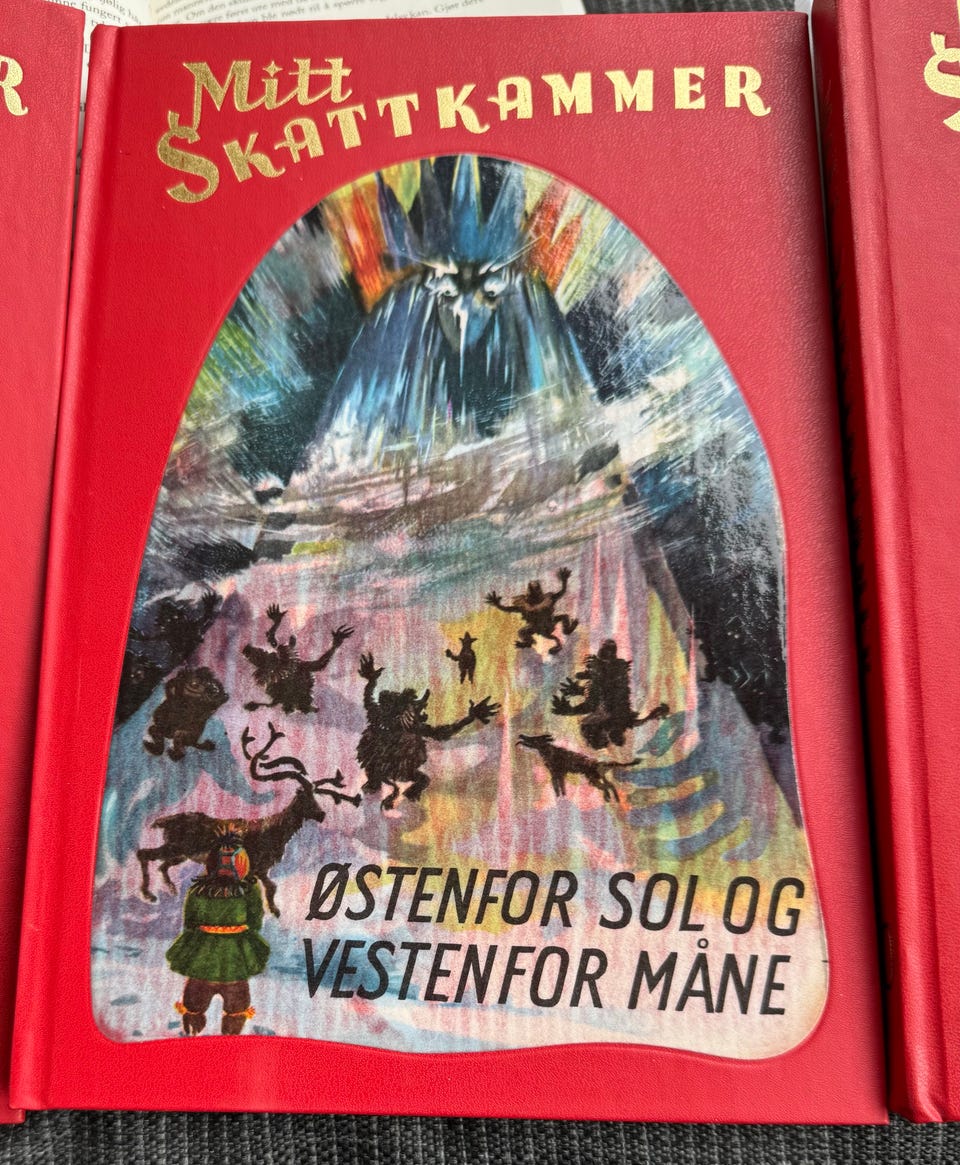 Mitt
SKATTKAMMER
ØSTENFOR SOL OG
VESTENFOR MÅNE
R
S